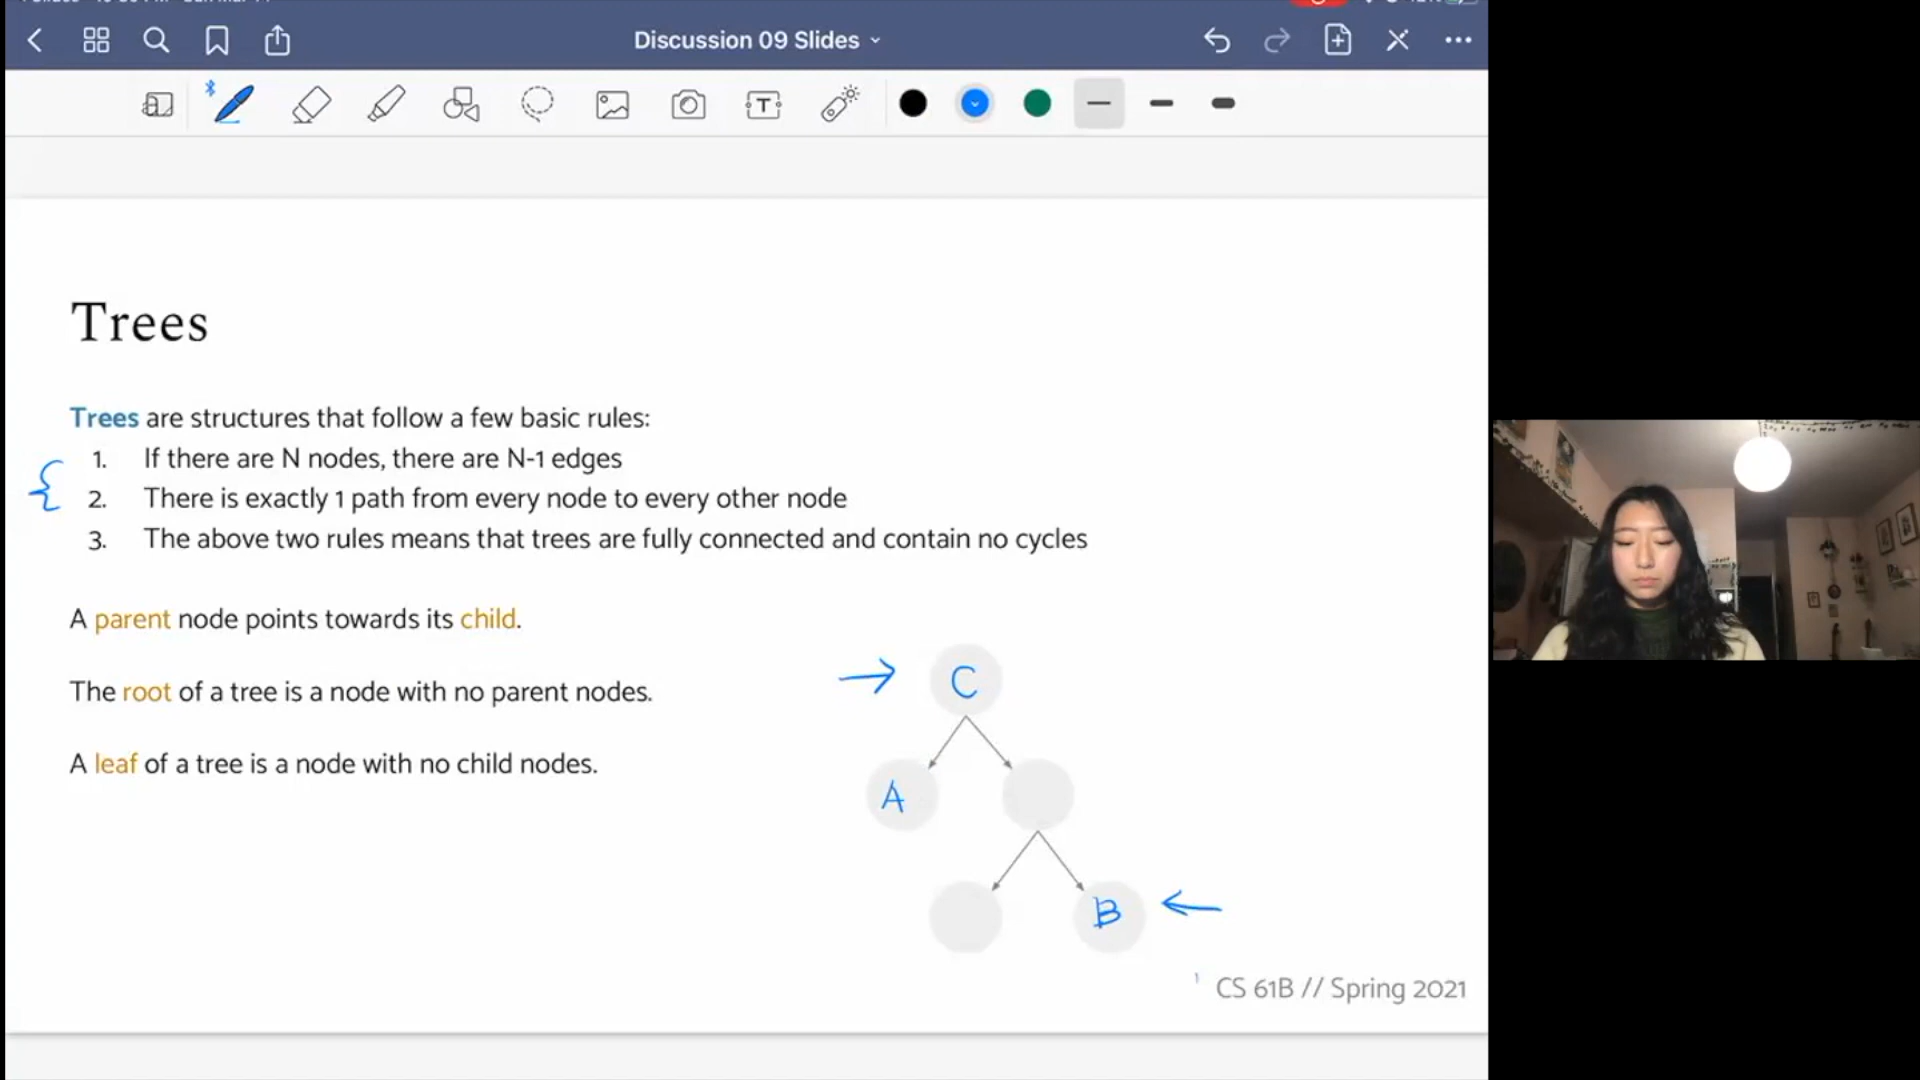 Discussion 09 Slides
T
Trees
Trees are structures that follow a few basic rules:
1. If there are N nodes, there are N-1 edges
2. There is exactly 1 path from every node to every other node
3. The above two rules means that trees are fully connected and contain no cycles
A parent node points towards its child.
The root of a tree is a node with no parent nodes.
A leaf of a tree is a node with no child nodes.
C
A
B
CS 61B // Spring 2021